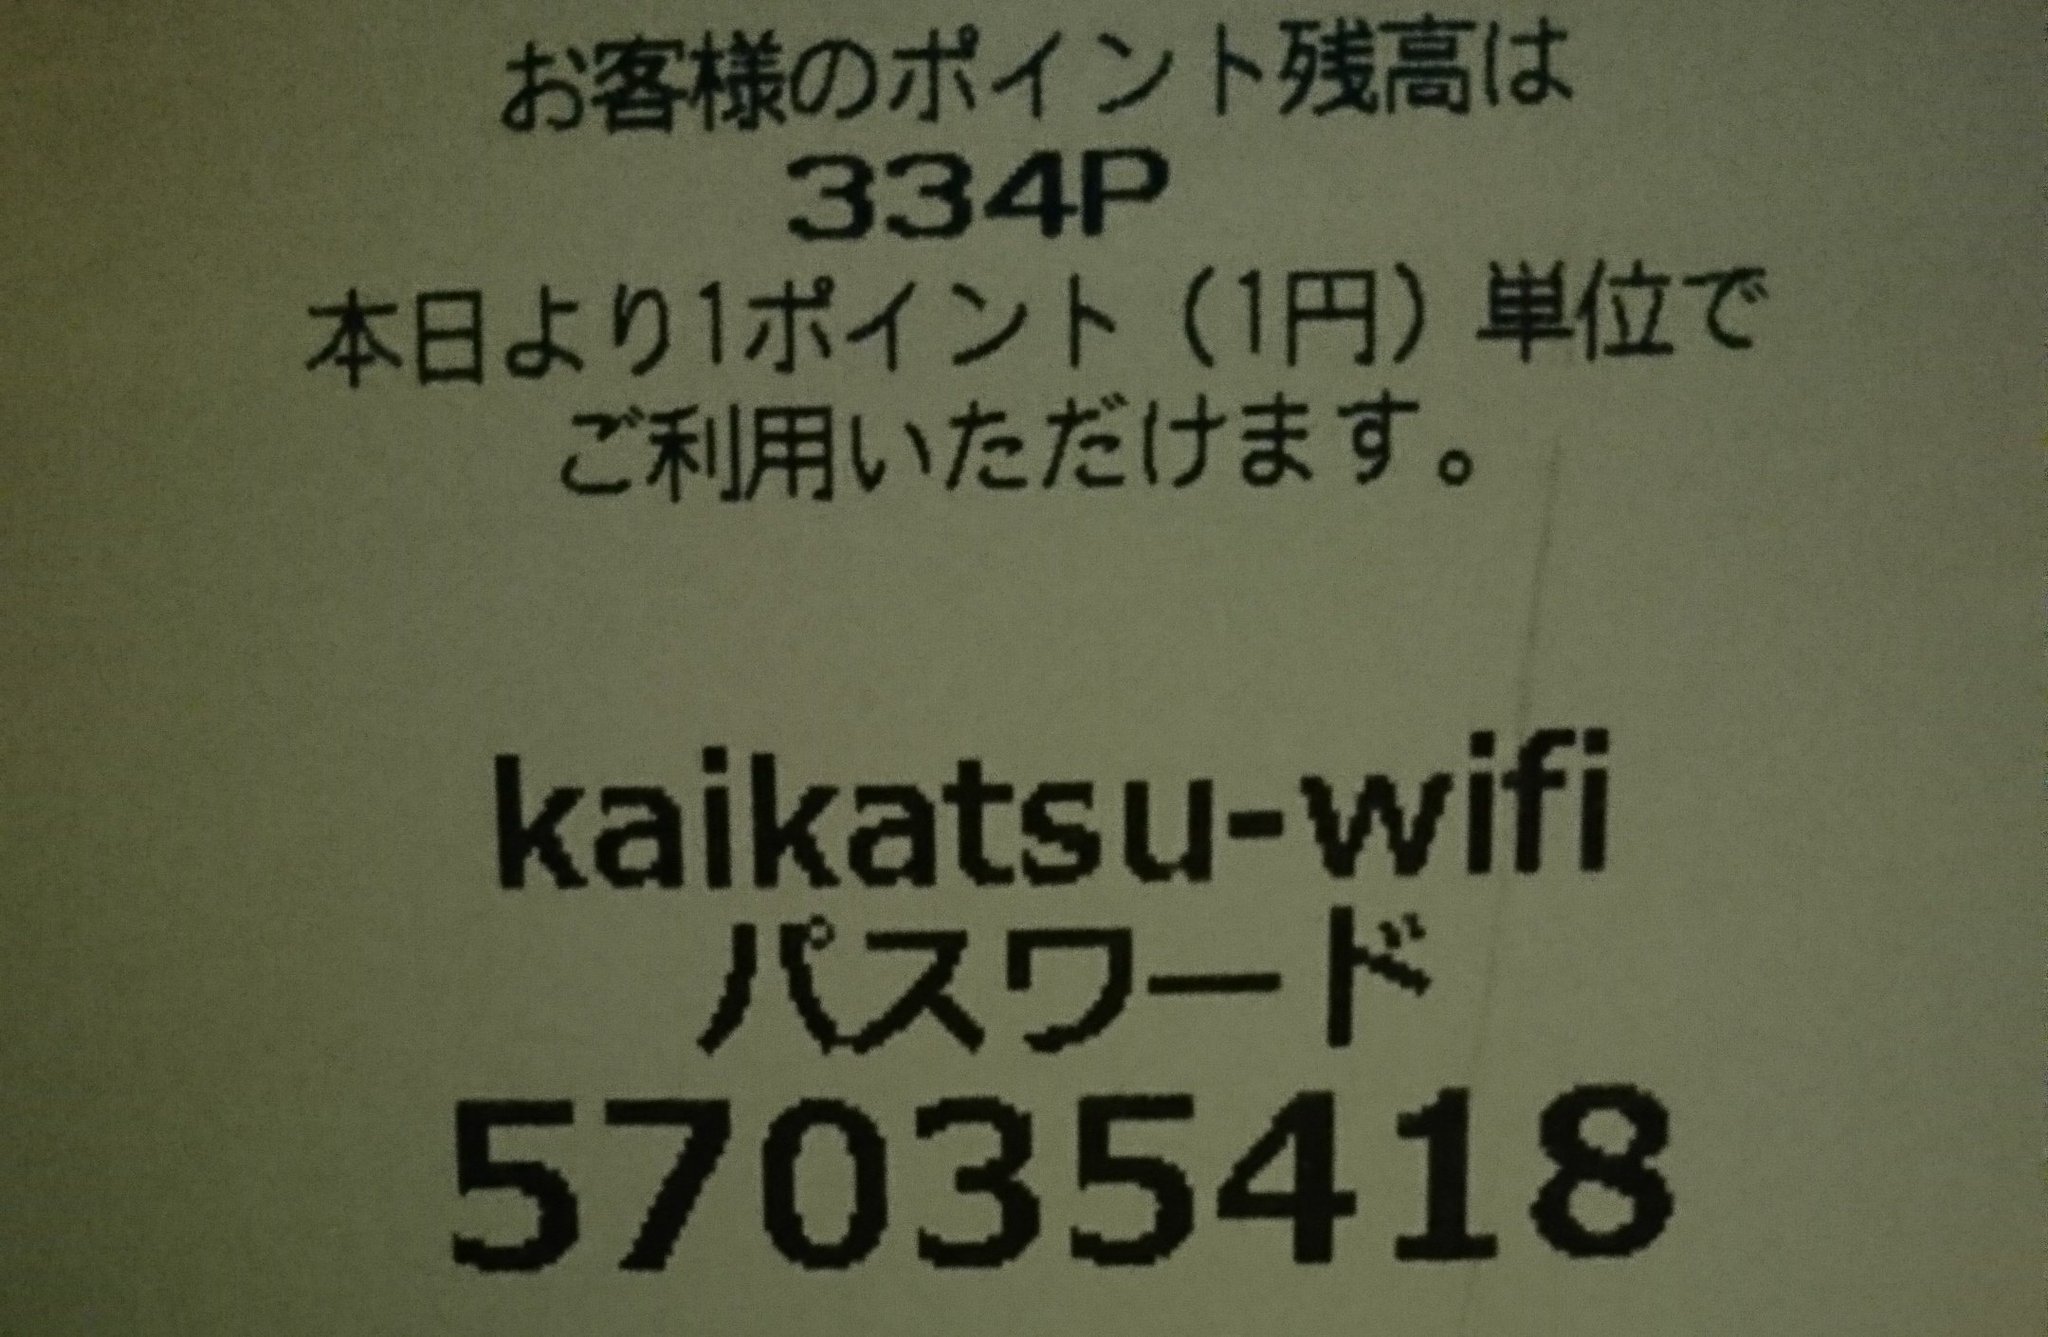 お客様のポイント残高は
334P
本日より1ポイント（1円）単位で
ご利用いただけます。
kaikatsu-wifi
パスワード
57035418